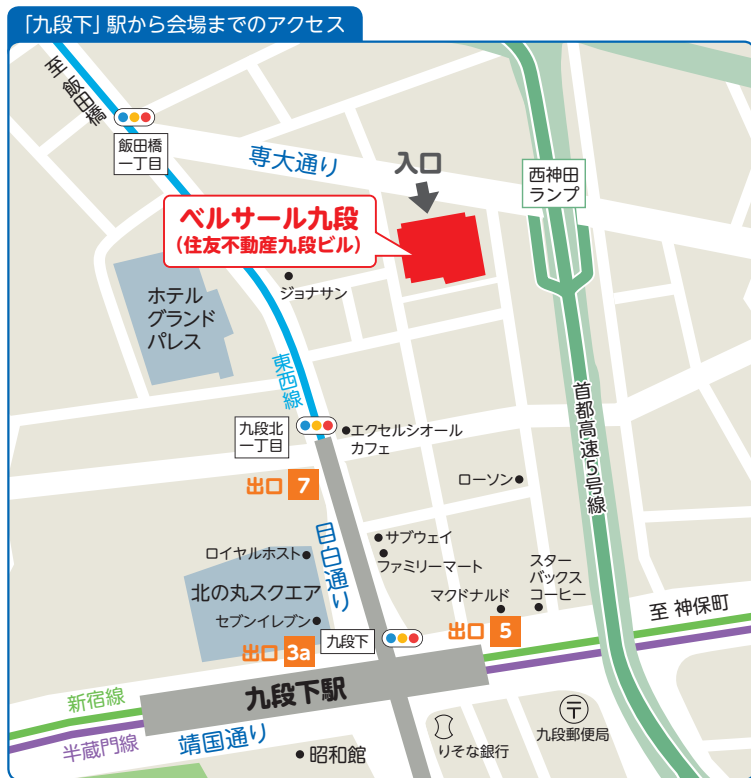 「九段下」駅から会場までのアクセス
至 飯田橋
飯田橋
一丁目
専大通り
入口
西神田
ランプ
ベルサール九段
(住友不動産九段ビル)
ジョナサン
ホテル
グランド
パレス
東西線
首都高速5号線
九段北
一丁目
エクセルシオール
カフェ
出口 7
ローソン
目白通り
サブウェイ
ファミリーマート
ロイヤルホスト
北の丸スクエア
セブンイレブン
スター
バックス
コーヒー
マクドナルド
至 神保町
出口 5
九段下
出口 3a
九段下駅
新宿線
半蔵門線
靖国通り
昭和館
りそな銀行
〒
九段郵便局